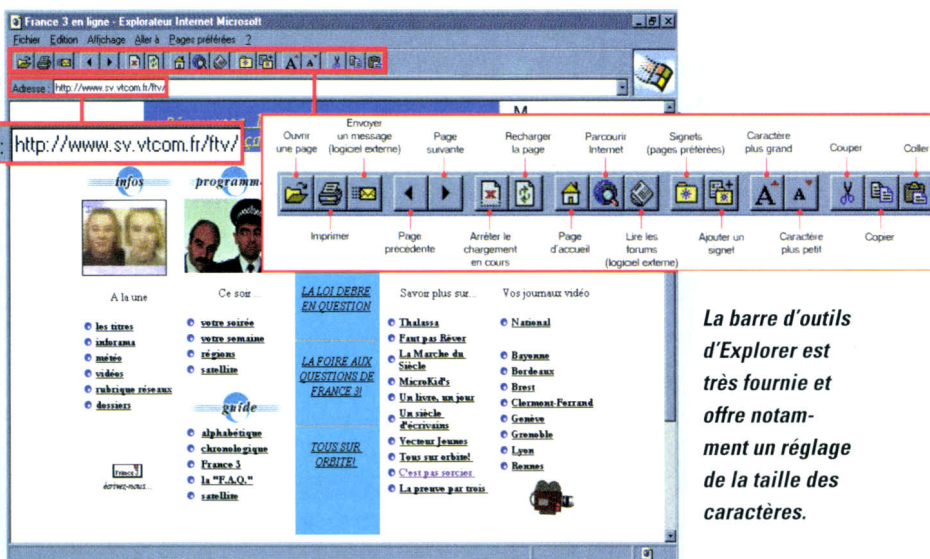 France 3 en ligne - Explorateur Internet Microsoft
Fichier Edition Affichage Aller à Pages préférées ?
Adresse : http://www.sv.vtcom.fr/ftv/
: http://www.sv.vtcom.fr/ftv/
Ouvrir une page
Envoyer un message (logiciel externe)
Page suivante
Recharger la page
Parcourir Internet
Signets (pages préférées)
Caractère plus grand
Couper
Coller
Imprimer
Page précédente
Arrêter le chargement en cours
Page d'accueil
Lire les forums (logiciel externe)
Ajouter un signet
Caractère plus petit
Copier
infos
A la une
les titres
inforama
météo
vidéos
rubrique réseaux
dossiers
France 3
écrivez-nous...
programm
Ce soir...
votre soirée
votre semaine
régions
satellite
guide
alphabétique
chronologique
France 3
la "F.A.Q."
satellite
LA LOI DEBRE
EN QUESTION
LA FOIRE AUX
QUESTIONS DE
FRANCE 3!
TOUS SUR
ORBITE!
Savoir plus sur...
Thalassa
Faut pas Rêver
La Marche du
Siècle
MicroKid's
Un livre, un jour
Un siècle
d'écrivains
Vecteur Jeunes
Tous sur orbite!
C'est pas sorcier
La preuve par trois
Vos journaux vidéo
National
Bayonne
Bordeaux
Brest
Clermont-Ferrand
Genève
Grenoble
Lyon
Rennes
La barre d'outils
d'Explorer est
très fournie et
offre notam-
ment un réglage
de la taille des
caractères.